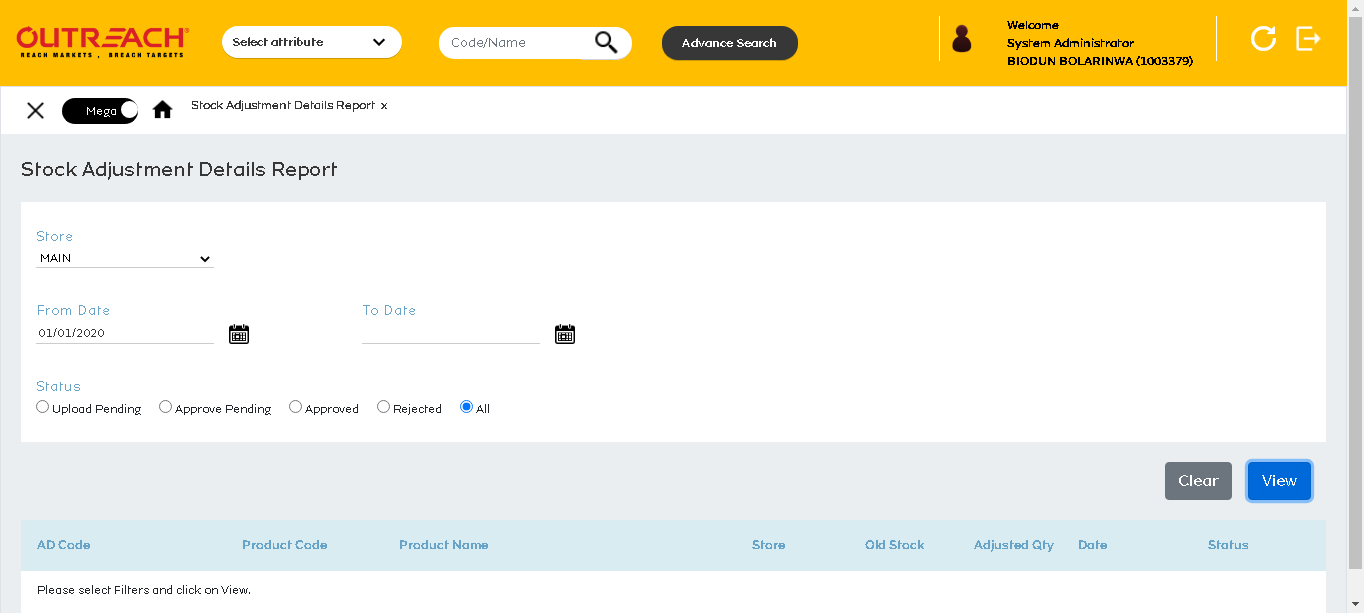 OUTREACH®
REACH MARKETS , BREACH TARGETS
Select attribute
Code/Name
Advance Search
Welcome
System Administrator
BIODUN BOLARINWA (1003379)
Mega
Stock Adjustment Details Report x
Stock Adjustment Details Report
Store
MAIN
From Date To Date
01/01/2020
Status
Upload Pending Approve Pending Approved Rejected All
Clear View
AD Code Product Code Product Name Store Old Stock Adjusted Qty Date Status
Please select Filters and click on View.